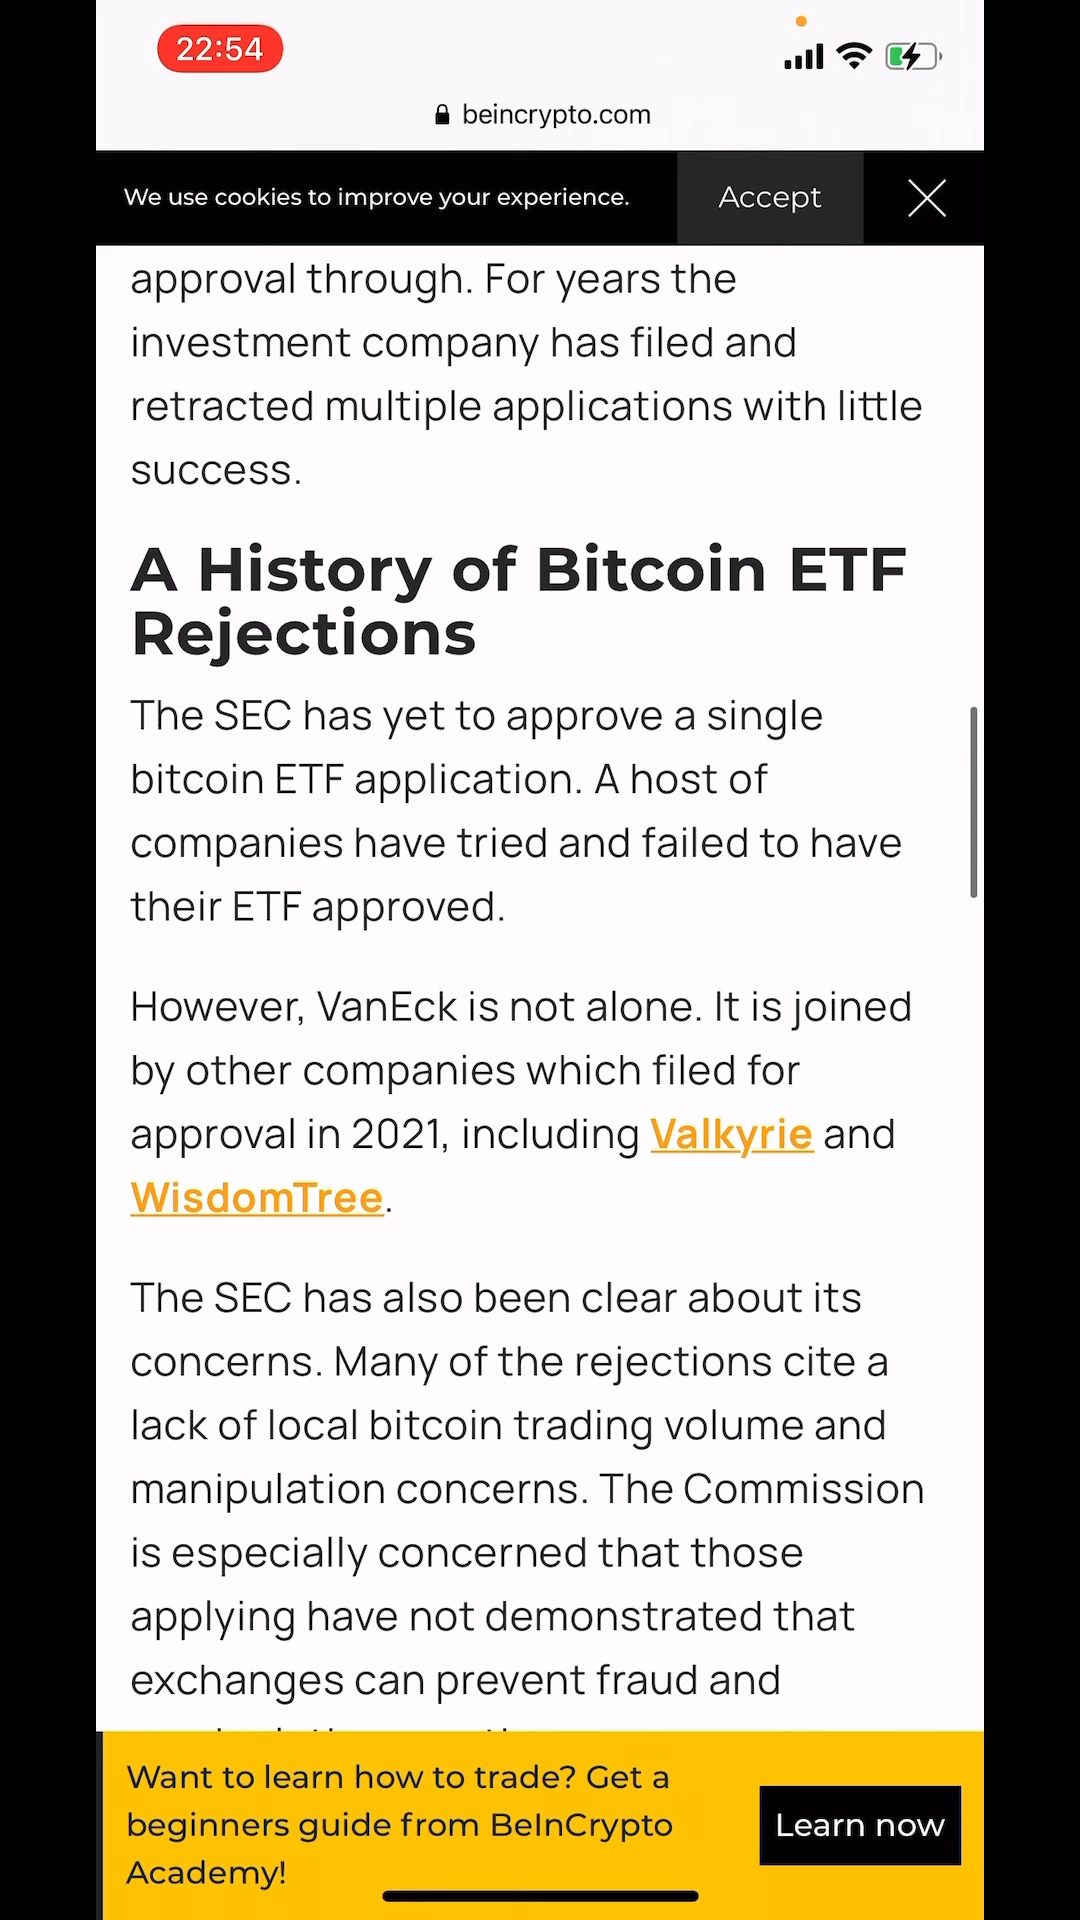 22:54
beincrypto.com
We use cookies to improve your experience.
Accept
approval through. For years the
investment company has filed and
retracted multiple applications with little
success.
A History of Bitcoin ETF
Rejections
The SEC has yet to approve a single
bitcoin ETF application. A host of
companies have tried and failed to have
their ETF approved.
However, VanEck is not alone. It is joined
by other companies which filed for
approval in 2021, including Valkyrie and
WisdomTree.
The SEC has also been clear about its
concerns. Many of the rejections cite a
lack of local bitcoin trading volume and
manipulation concerns. The Commission
is especially concerned that those
applying have not demonstrated that
exchanges can prevent fraud and
Want to learn how to trade? Get a
beginners guide from BeInCrypto
Academy!
Learn now